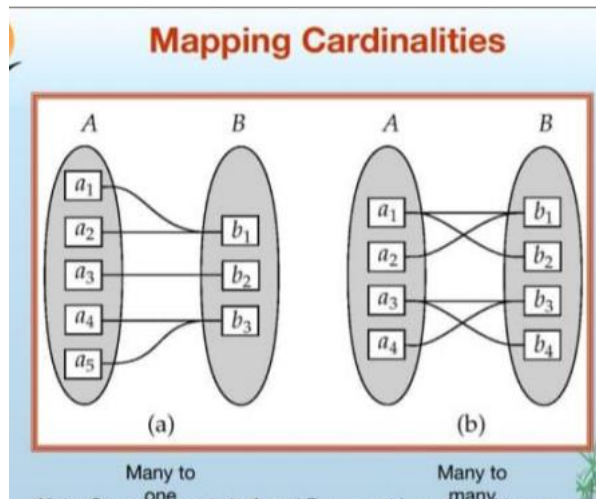 Mapping Cardinalities
A B
a1
a2
a3
a4
a5
b1
b2
b3
(a)
A B
a1
a2
a3
a4
b1
b2
b3
b4
(b)
Many to
one
Many to
many